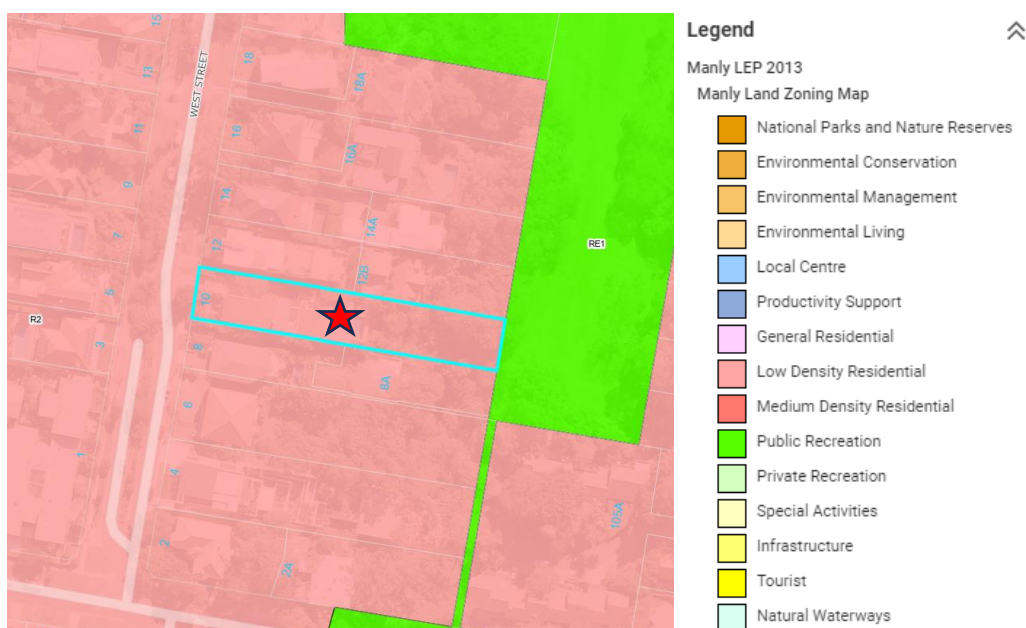 15
13
11
9
7
5
3
1
WEST STREET
18
18A
16
16A
14
14A
12
12B
10
8
8A
6
4
2
2A
105A
R2
RE1
Legend
Manly LEP 2013
Manly Land Zoning Map
National Parks and Nature Reserves
Environmental Conservation
Environmental Management
Environmental Living
Local Centre
Productivity Support
General Residential
Low Density Residential
Medium Density Residential
Public Recreation
Private Recreation
Special Activities
Infrastructure
Tourist
Natural Waterways